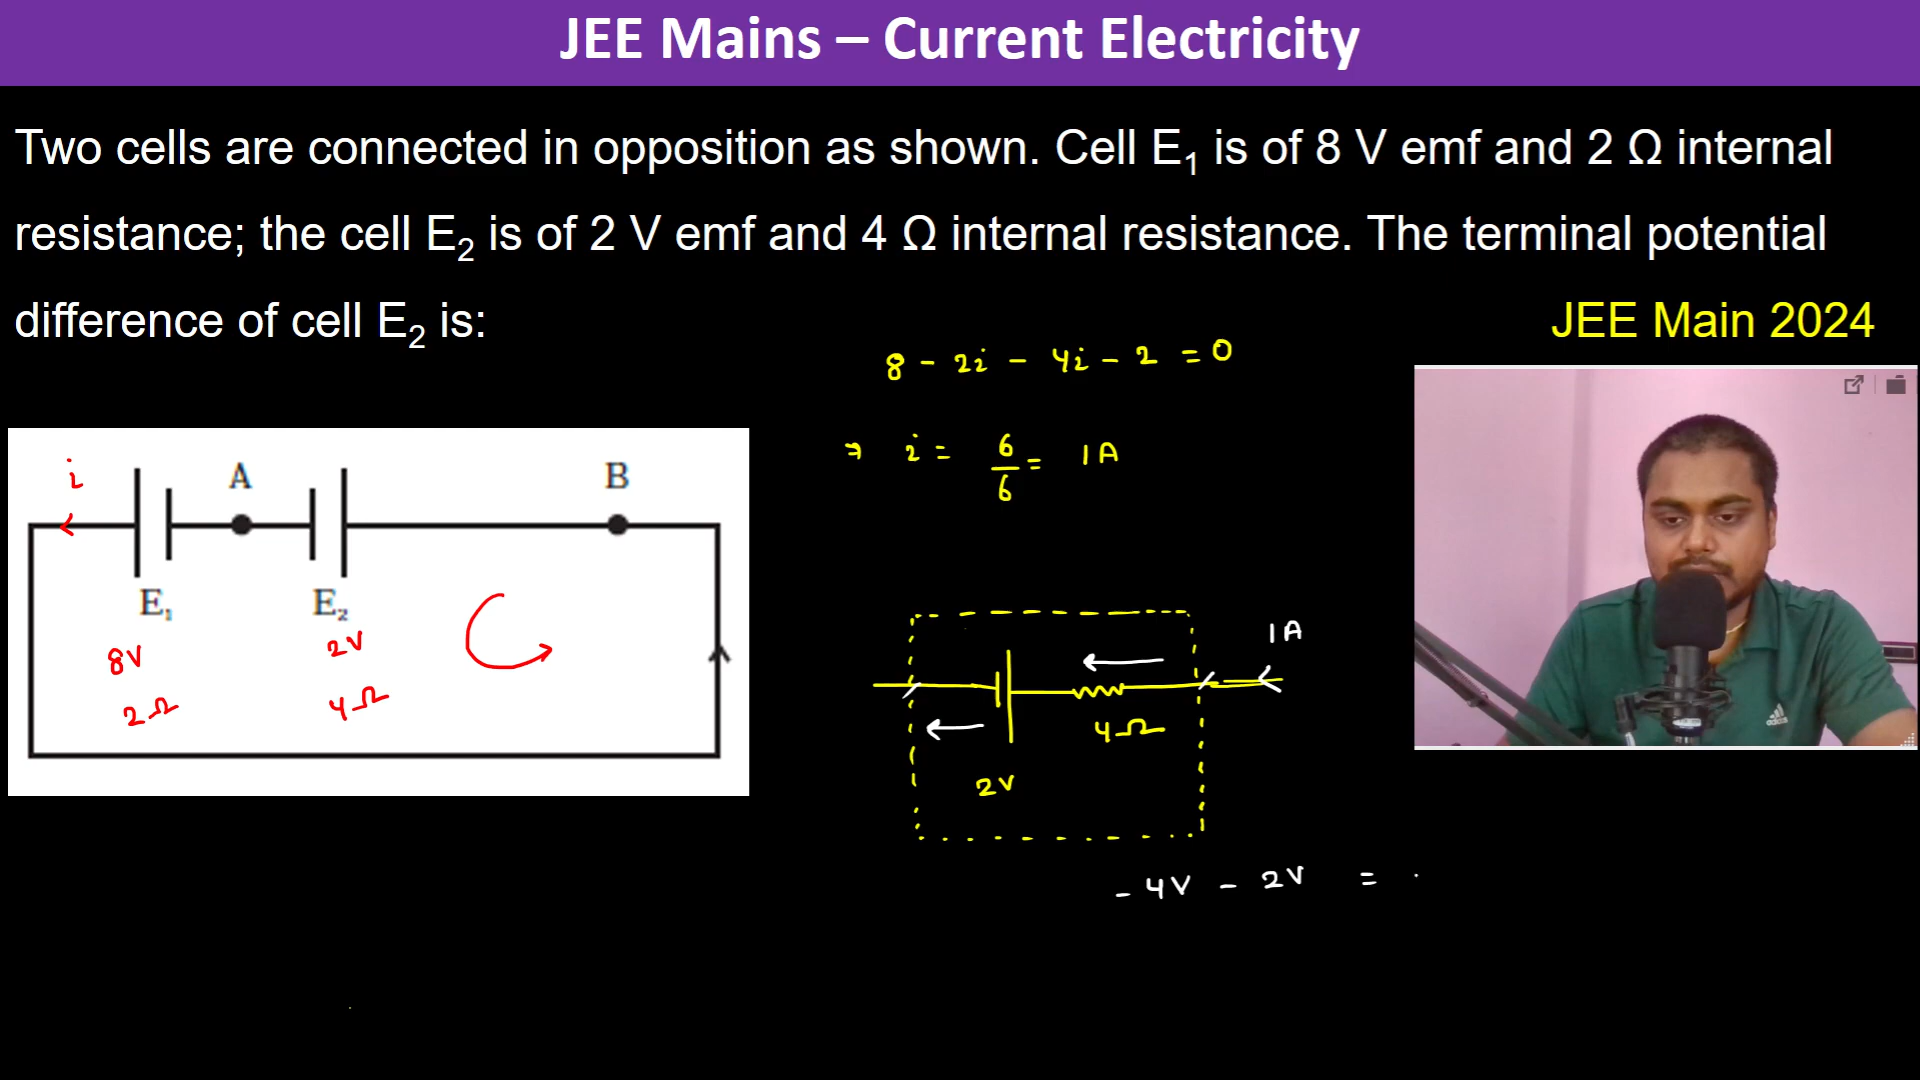 JEE Mains – Current Electricity
Two cells are connected in opposition as shown. Cell E₁ is of 8 V emf and 2 Ω internal
resistance; the cell E₂ is of 2 V emf and 4 Ω internal resistance. The terminal potential
difference of cell E₂ is:
JEE Main 2024
8 - 2i - 4i - 2 = 0
⇒ i = 6/6 = 1A
i
A
B
E₁
E₂
8V
2V
2Ω
4Ω
1A
4Ω
2V
- 4V - 2V =
adidas